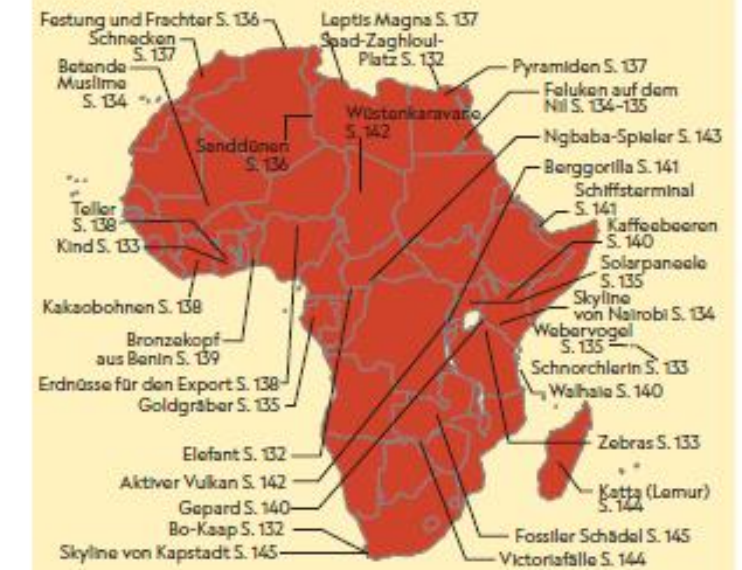 Festung und Frachter S. 136
Schnecken
S. 137
Betende
Muslime
S. 134
Leptis Magna S. 137
Saad-Zaghloul-
Platz S. 132
Pyramiden S. 137
Feluken auf dem
Nil S. 134-135
Wüstenkaravane
S. 142
Sanddünen
S. 136
Ngbaba-Spieler S. 143
Berggorilla S. 141
Schiffsterminal
S. 141
Kaffeebeeren
S. 140
Solarpaneele
S. 135
Skyline
von Nairobi S. 134
Webervogel
S. 135
Schnorchlerin S. 133
Walhaie S. 140
Zebras S. 133
Katta (Lemur)
S. 144
Fossiler Schädel S. 145
Victoriafälle S. 144
Teller
S. 138
Kind S. 133
Kakaobohnen S. 138
Bronzekopf
aus Benin S. 139
Erdnüsse für den Export S. 138
Goldgräber S. 135
Elefant S. 132
Aktiver Vulkan S. 142
Gepard S. 140
Bo-Kaap S. 132
Skyline von Kapstadt S. 145